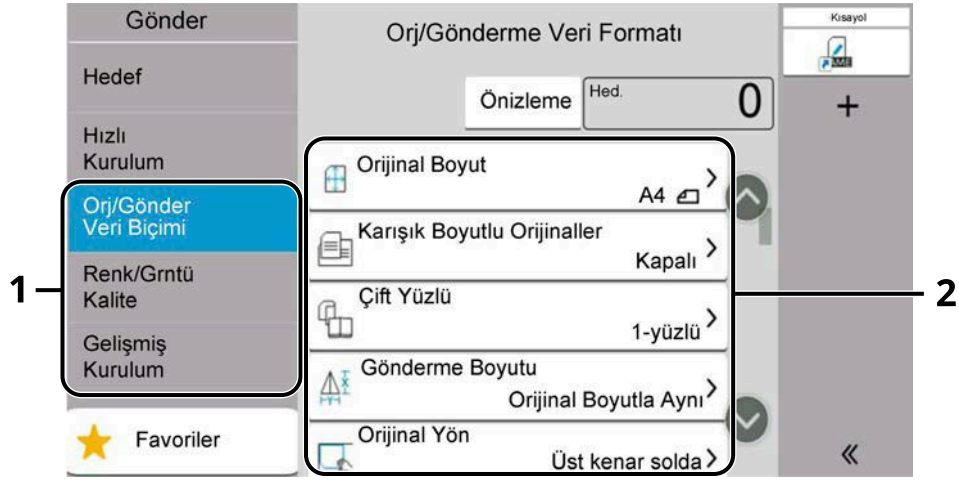 Gönder
Hedef
Hızlı
Kurulum
Orj/Gönder
Veri Biçimi
Renk/Grntü
Kalite
Gelişmiş
Kurulum
Favoriler
1
Orj/Gönderme Veri Formatı
Önizleme
Hed.
0
Orijinal Boyut
A4
Karışık Boyutlu Orijinaller
Kapalı
Çift Yüzlü
1-yüzlü
Gönderme Boyutu
Orijinal Boyutla Aynı
Orijinal Yön
Üst kenar solda
2
Kısayol
+
«